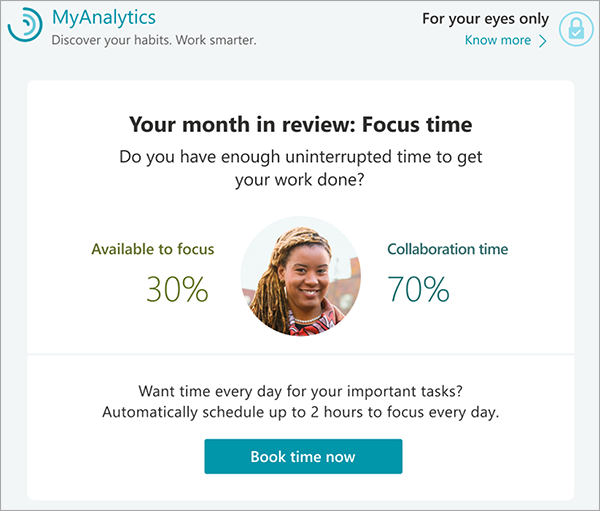 MyAnalytics
Discover your habits. Work smarter.
For your eyes only
Know more
Your month in review: Focus time
Do you have enough uninterrupted time to get
your work done?
Available to focus
30%
Collaboration time
70%
Want time every day for your important tasks?
Automatically schedule up to 2 hours to focus every day.
Book time now